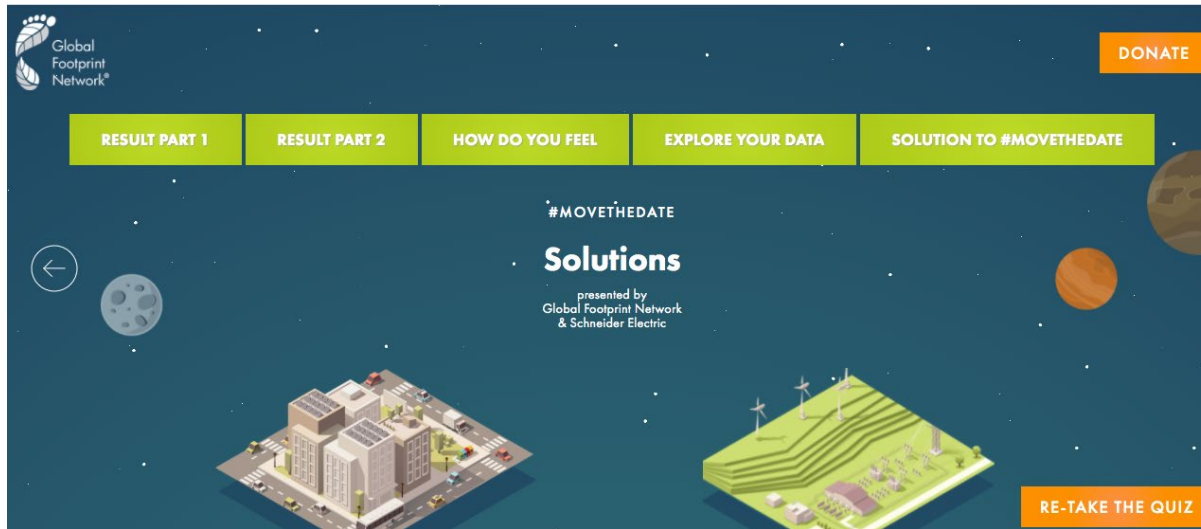 Global
Footprint
Network®
DONATE
RESULT PART 1
RESULT PART 2
HOW DO YOU FEEL
EXPLORE YOUR DATA
SOLUTION TO #MOVETHEDATE
#MOVETHEDATE
Solutions
presented by
Global Footprint Network
& Schneider Electric
RE-TAKE THE QUIZ